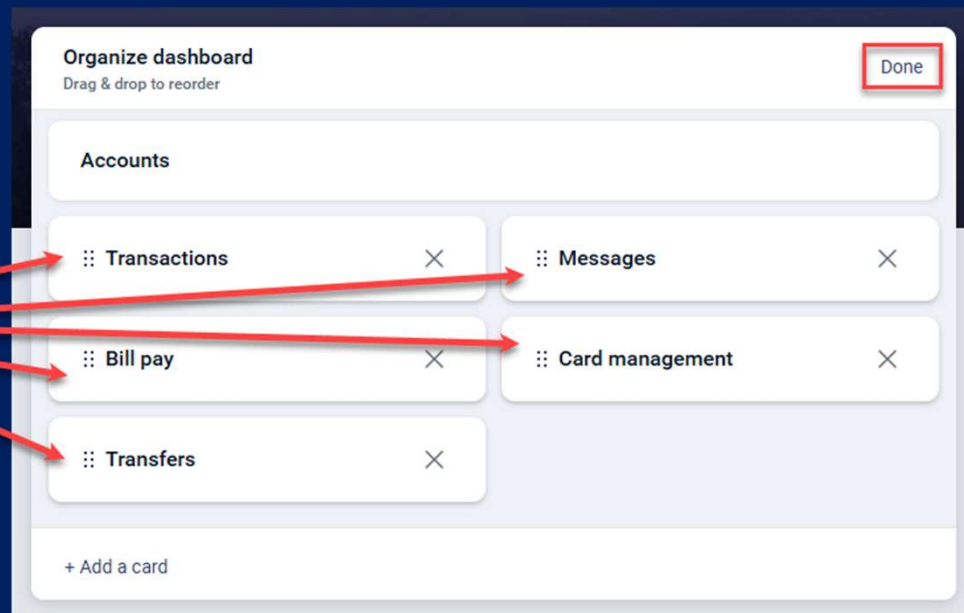 Organize dashboard
Drag & drop to reorder
Done
Accounts
Transactions
Messages
Bill pay
Card management
Transfers
+ Add a card